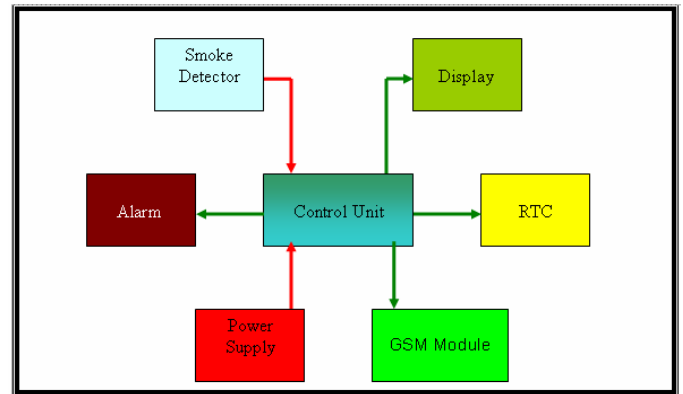 Smoke
Detector
Display
Alarm
Control Unit
RTC
Power
Supply
GSM Module